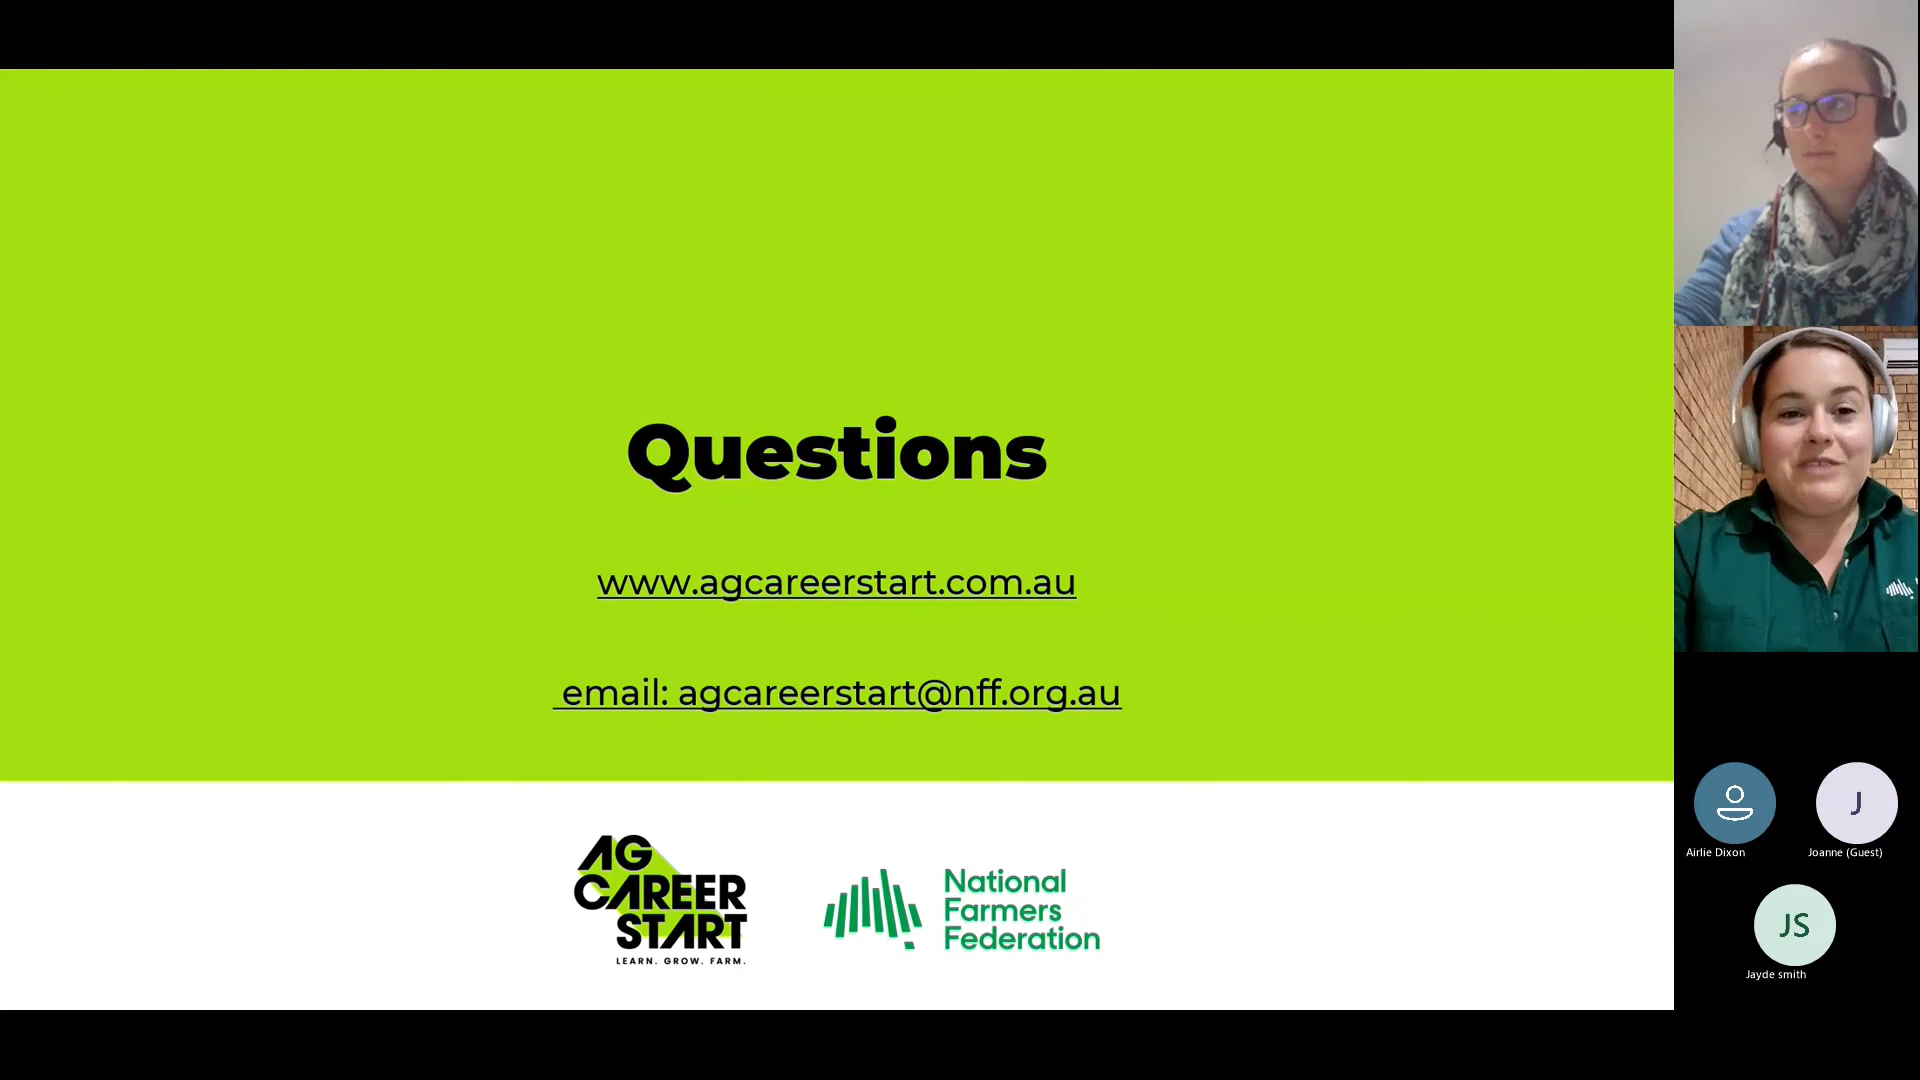 Questions
www.agcareerstart.com.au
email: agcareerstart@nff.org.au
AG
CAREER
START
LEARN. GROW. FARM.
National
Farmers
Federation
J
Airlie Dixon
Joanne (Guest)
JS
Jayde smith